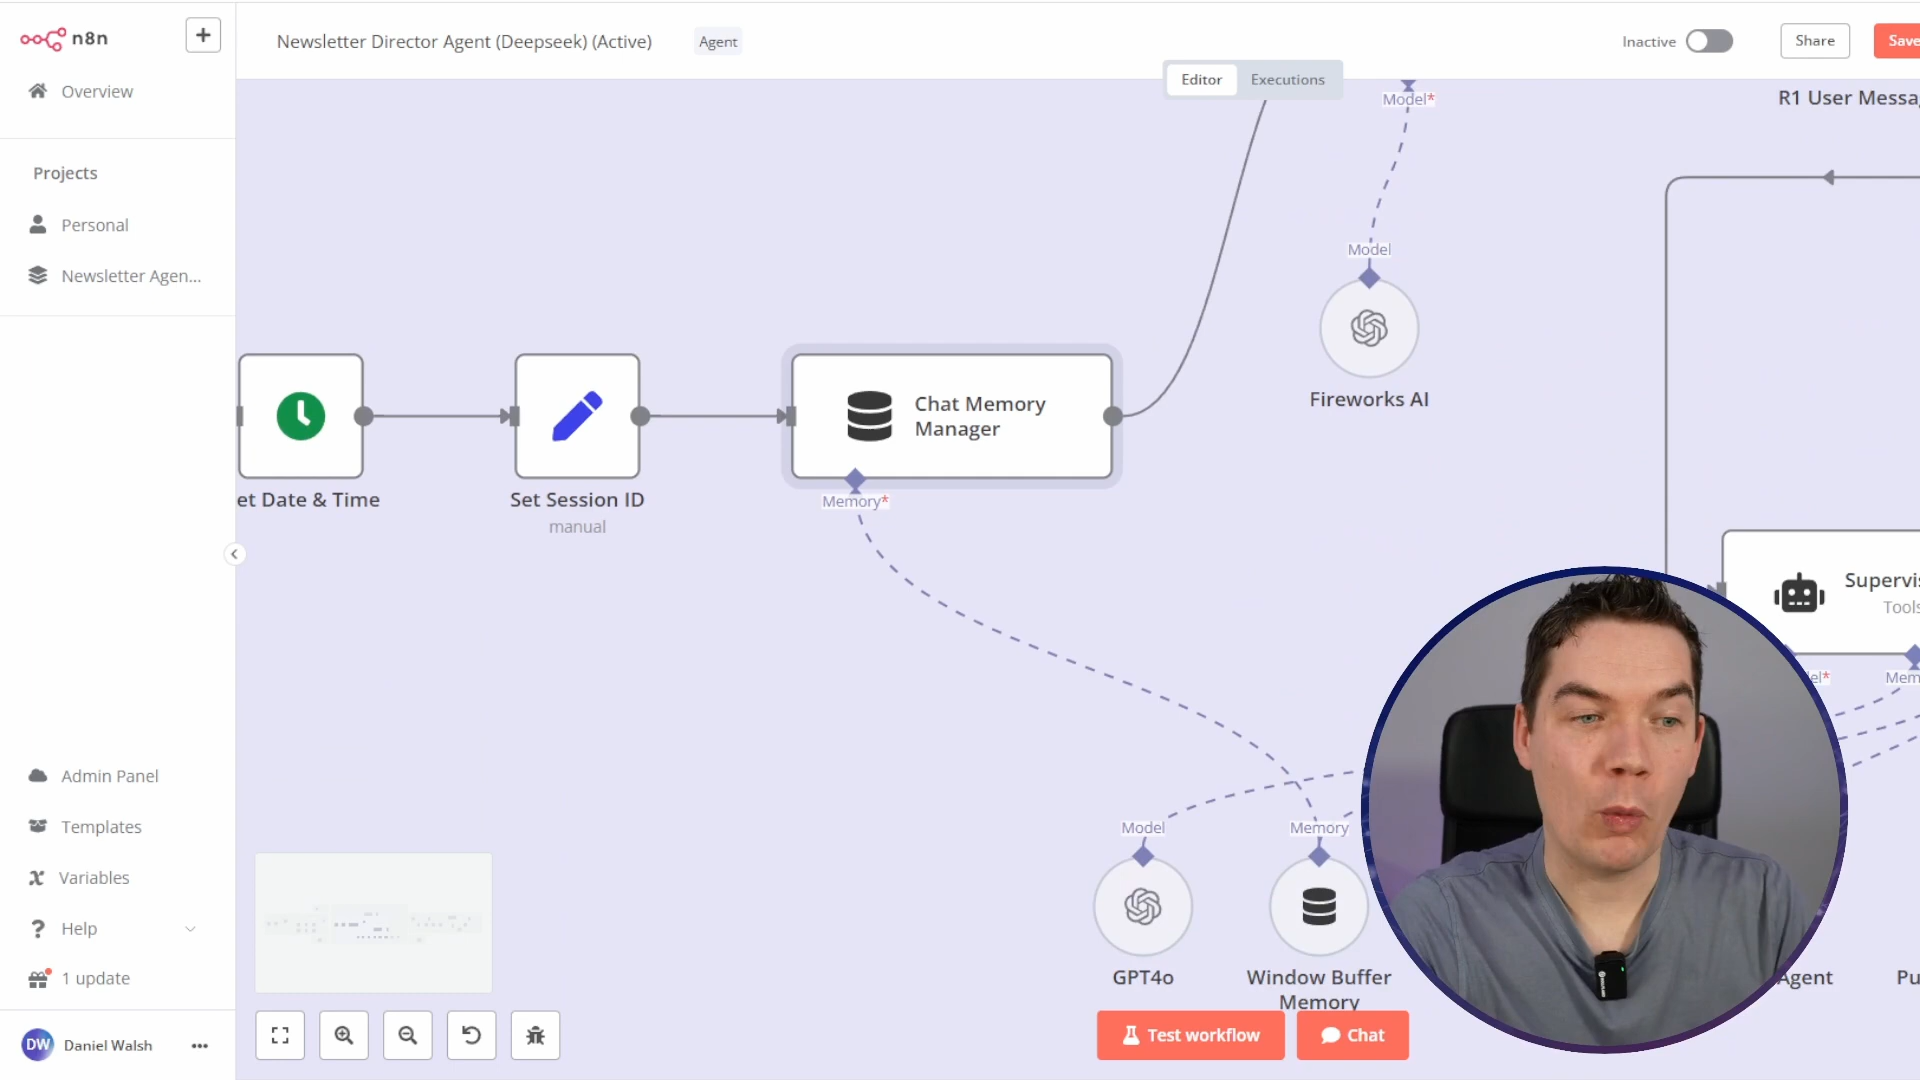 n8n
Newsletter Director Agent (Deepseek) (Active)
Agent
Inactive
Share
Save
Editor
Executions
Overview
Projects
Personal
Newsletter Agen...
Model*
R1 User Messa
Model
Fireworks AI
Chat Memory
Manager
Memory*
et Date & Time
Set Session ID
manual
Supervis
Tools
el*
Mem
Model
Memory
GPT4o
Window Buffer
Memory
Agent
Pu
Admin Panel
Templates
Variables
Help
1 update
DW
Daniel Walsh
Test workflow
Chat